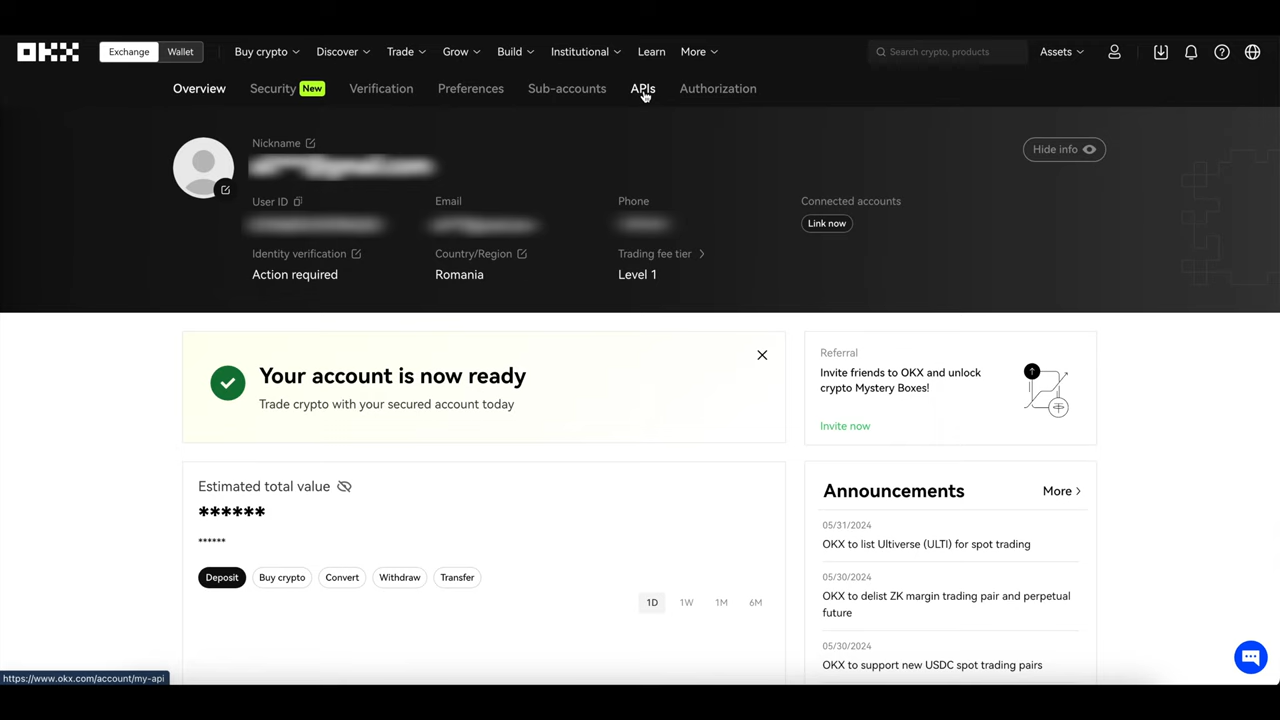 OKX
Exchange
Wallet
Buy crypto
Discover
Trade
Grow
Build
Institutional
Learn
More
Search crypto, products
Assets
Overview
Security New
Verification
Preferences
Sub-accounts
APIs
Authorization
Nickname
Hide info
User ID
Email
Phone
Connected accounts
Link now
Identity verification
Country/Region
Trading fee tier
Action required
Romania
Level 1
Your account is now ready
Trade crypto with your secured account today
Referral
Invite friends to OKX and unlock
crypto Mystery Boxes!
Invite now
Estimated total value
******
******
Deposit
Buy crypto
Convert
Withdraw
Transfer
1D
1W
1M
6M
Announcements
More
05/31/2024
OKX to list Ultiverse (ULTI) for spot trading
05/30/2024
OKX to delist ZK margin trading pair and perpetual
future
05/30/2024
OKX to support new USDC spot trading pairs
https://www.okx.com/account/my-api